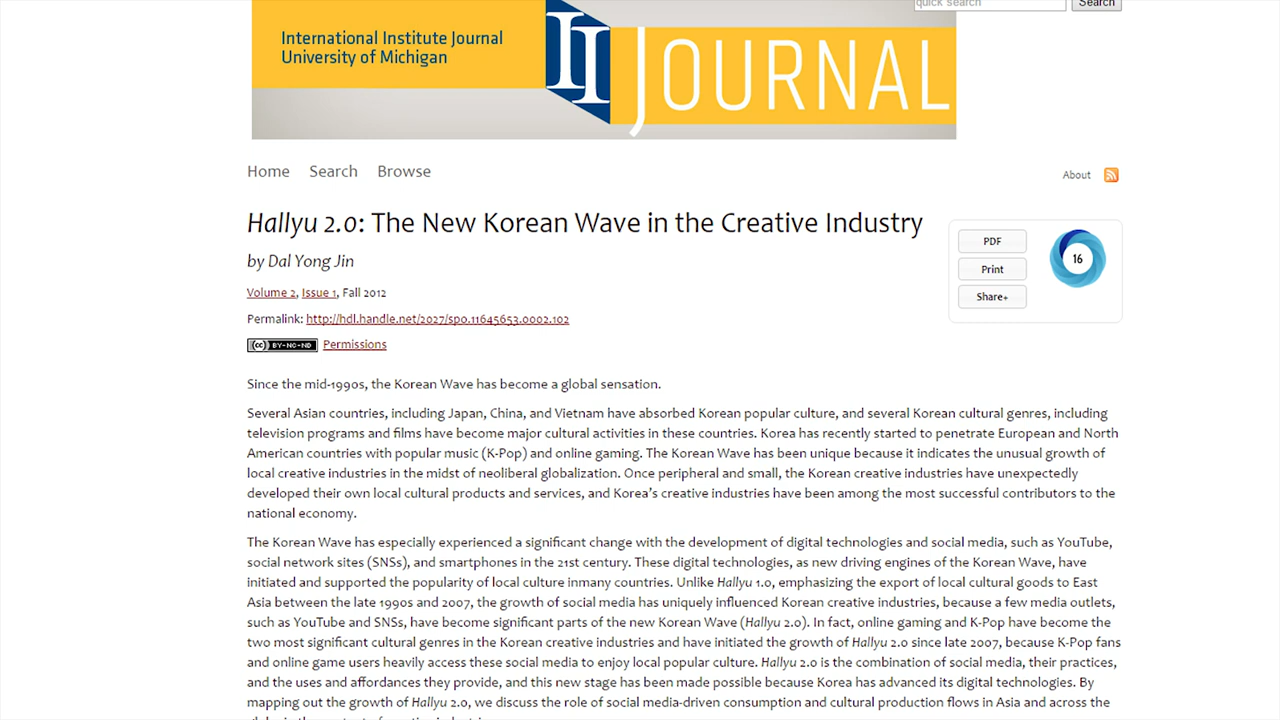 quick search
Search
International Institute Journal
University of Michigan
II JOURNAL
Home Search Browse
About
Hallyu 2.0: The New Korean Wave in the Creative Industry
by Dal Yong Jin
Volume 2, Issue 1, Fall 2012
Permalink: http://hdl.handle.net/2027/spo.11645653.0002.102
(cc) BY-NC-ND Permissions
PDF
Print
Share+
16
Since the mid-1990s, the Korean Wave has become a global sensation.
Several Asian countries, including Japan, China, and Vietnam have absorbed Korean popular culture, and several Korean cultural genres, including
television programs and films have become major cultural activities in these countries. Korea has recently started to penetrate European and North
American countries with popular music (K-Pop) and online gaming. The Korean Wave has been unique because it indicates the unusual growth of
local creative industries in the midst of neoliberal globalization. Once peripheral and small, the Korean creative industries have unexpectedly
developed their own local cultural products and services, and Korea's creative industries have been among the most successful contributors to the
national economy.
The Korean Wave has especially experienced a significant change with the development of digital technologies and social media, such as YouTube,
social network sites (SNSs), and smartphones in the 21st century. These digital technologies, as new driving engines of the Korean Wave, have
initiated and supported the popularity of local culture inmany countries. Unlike Hallyu 1.0, emphasizing the export of local cultural goods to East
Asia between the late 1990s and 2007, the growth of social media has uniquely influenced Korean creative industries, because a few media outlets,
such as YouTube and SNSs, have become significant parts of the new Korean Wave (Hallyu 2.0). In fact, online gaming and K-Pop have become the
two most significant cultural genres in the Korean creative industries and have initiated the growth of Hallyu 2.0 since late 2007, because K-Pop fans
and online game users heavily access these social media to enjoy local popular culture. Hallyu 2.0 is the combination of social media, their practices,
and the uses and affordances they provide, and this new stage has been made possible because Korea has advanced its digital technologies. By
mapping out the growth of Hallyu 2.0, we discuss the role of social media-driven consumption and cultural production flows in Asia and across the